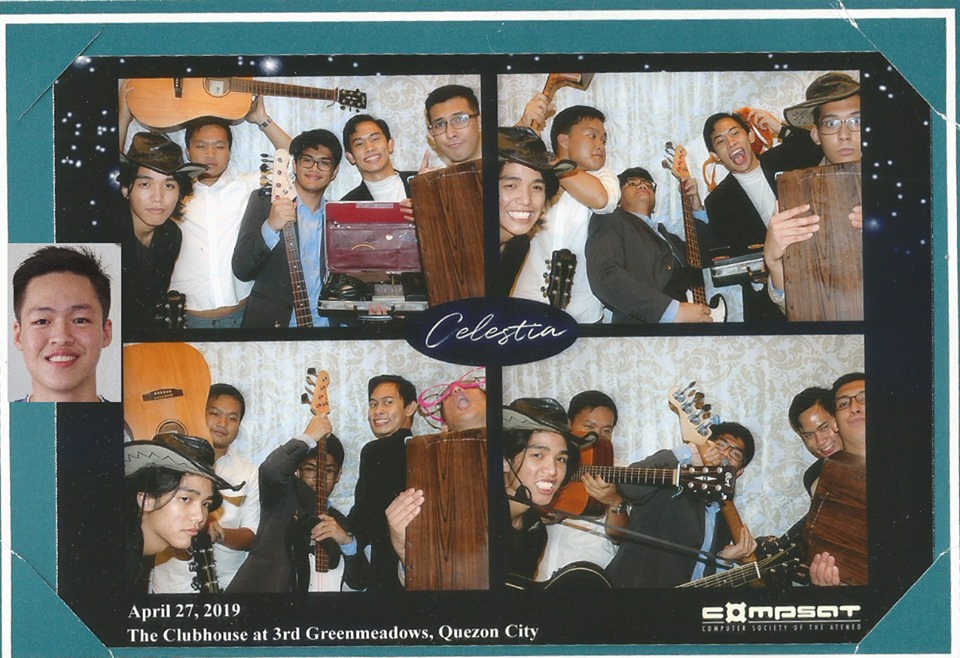 Celestia
April 27, 2019
The Clubhouse at 3rd Greenmeadows, Quezon City
COMPSAT
COMPUTER SOCIETY OF THE ATENEO